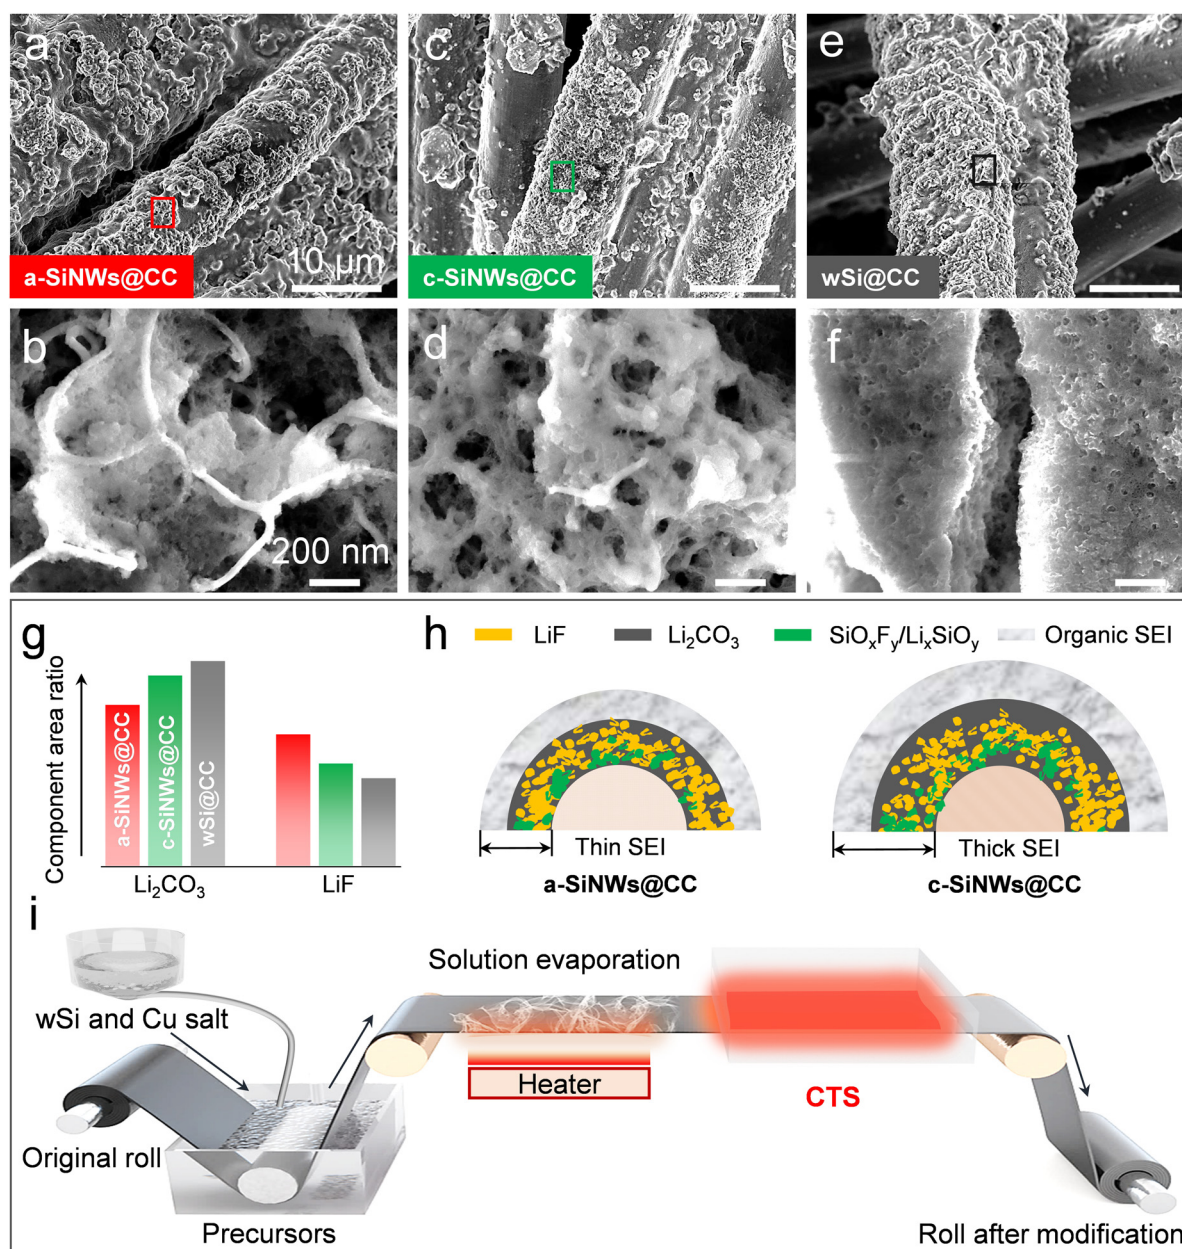 a
c
e
a-SiNWs@CC
10 μm
c-SiNWs@CC
wSi@CC
b
d
f
200 nm
g
h
LiF
Li₂CO₃
SiOₓFᵧ/LiₓSiOᵧ
Organic SEI
Component area ratio
a-SiNWs@CC
c-SiNWs@CC
wSi@CC
Li₂CO₃
LiF
Thin SEI
a-SiNWs@CC
Thick SEI
c-SiNWs@CC
i
Solution evaporation
wSi and Cu salt
Heater
CTS
Original roll
Precursors
Roll after modification